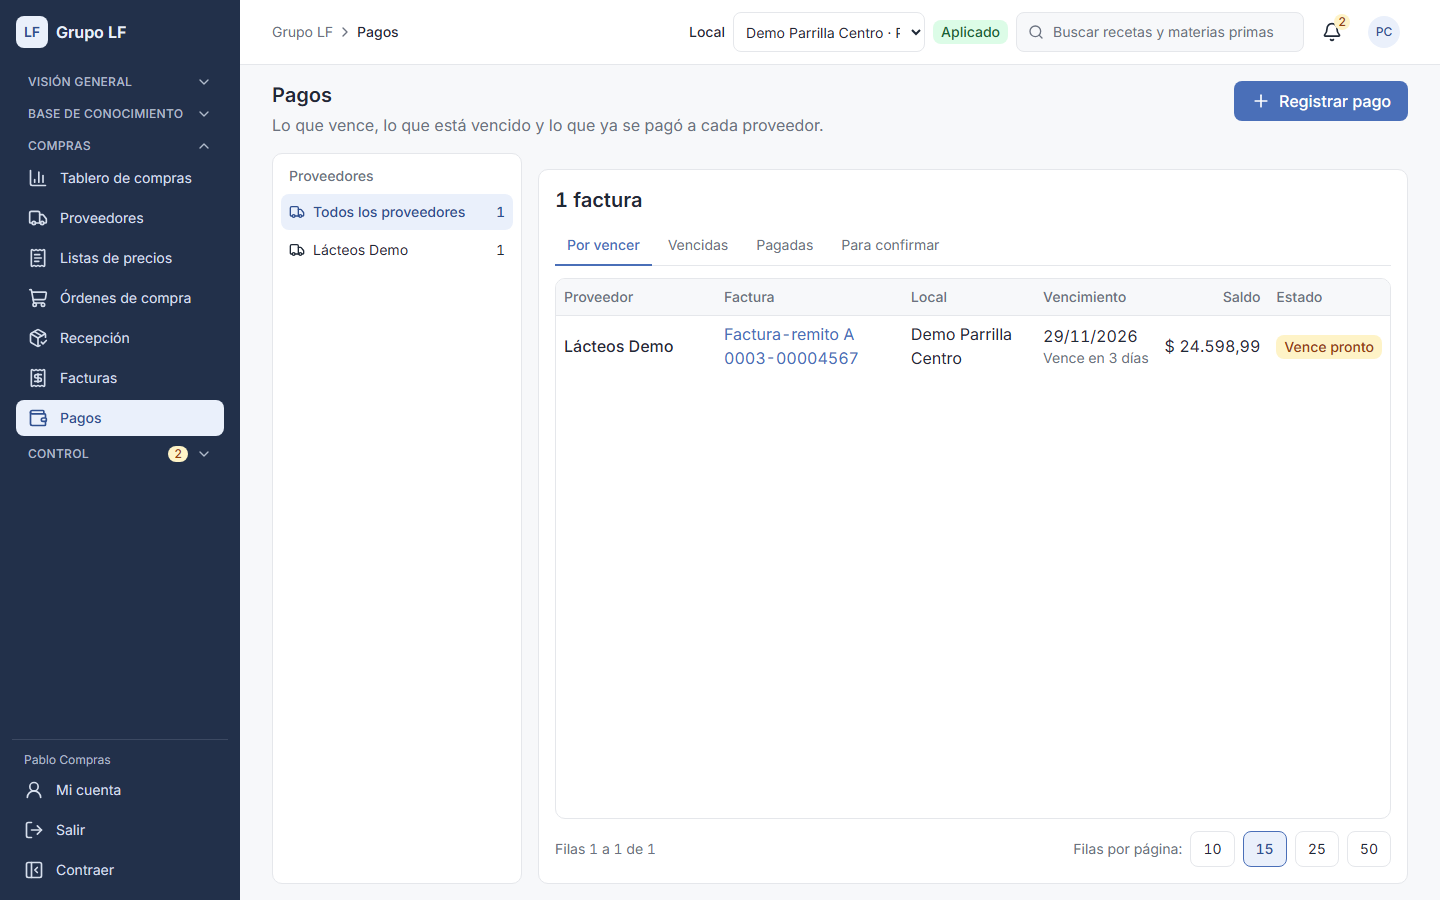 LF Grupo LF
VISIÓN GENERAL
BASE DE CONOCIMIENTO
COMPRAS
Tablero de compras
Proveedores
Listas de precios
Órdenes de compra
Recepción
Facturas
Pagos
CONTROL 2
Pablo Compras
Mi cuenta
Salir
Contraer
Grupo LF > Pagos
Local
Demo Parrilla Centro ·
Aplicado
Buscar recetas y materias primas
2
PC
Pagos
Lo que vence, lo que está vencido y lo que ya se pagó a cada proveedor.
+ Registrar pago
Proveedores
Todos los proveedores 1
Lácteos Demo 1
1 factura
Por vencer Vencidas Pagadas Para confirmar
Proveedor Factura Local Vencimiento Saldo Estado
Lácteos Demo
Factura-remito A
0003-00004567
Demo Parrilla
Centro
29/11/2026
Vence en 3 días
$ 24.598,99
Vence pronto
Filas 1 a 1 de 1
Filas por página: 10 15 25 50